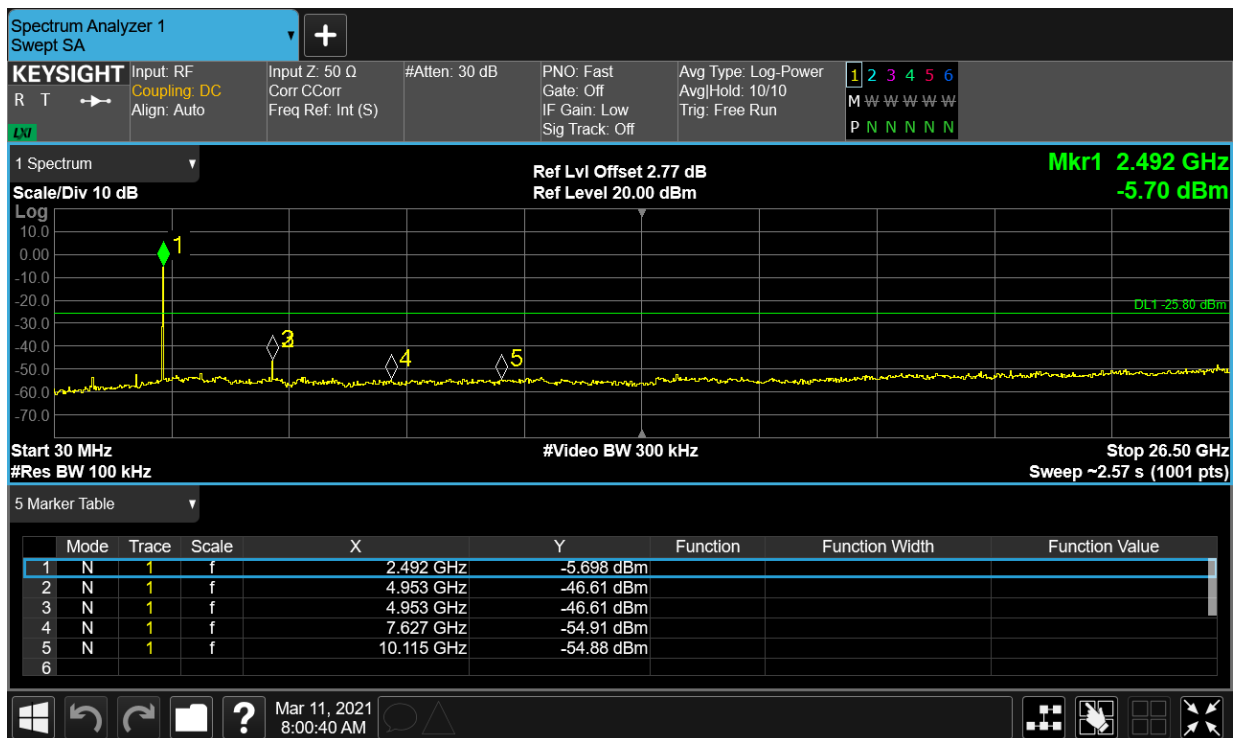 Spectrum Analyzer 1
Swept SA
+
KEYSIGHT Input: RF Input Z: 50 Ω #Atten: 30 dB PNO: Fast Avg Type: Log-Power 1 2 3 4 5 6
R T Coupling: DC Corr CCorr Gate: Off Avg|Hold: 10/10 M W W W W W
Align: Auto Freq Ref: Int (S) IF Gain: Low Trig: Free Run P N N N N N
LXI Sig Track: Off
1 Spectrum Mkr1 2.492 GHz
Ref Lvl Offset 2.77 dB
Scale/Div 10 dB Ref Level 20.00 dBm -5.70 dBm
Log
10.0
1
0.00
-10.0
-20.0
DL1 -25.80 dBm
-30.0
-40.0
3
4 5
-50.0
-60.0
-70.0
Start 30 MHz #Video BW 300 kHz Stop 26.50 GHz
#Res BW 100 kHz Sweep ~2.57 s (1001 pts)
5 Marker Table
Mode Trace Scale X Y Function Function Width Function Value
1 N 1 f 2.492 GHz -5.698 dBm
2 N 1 f 4.953 GHz -46.61 dBm
3 N 1 f 4.953 GHz -46.61 dBm
4 N 1 f 7.627 GHz -54.91 dBm
5 N 1 f 10.115 GHz -54.88 dBm
6
? Mar 11, 2021
8:00:40 AM